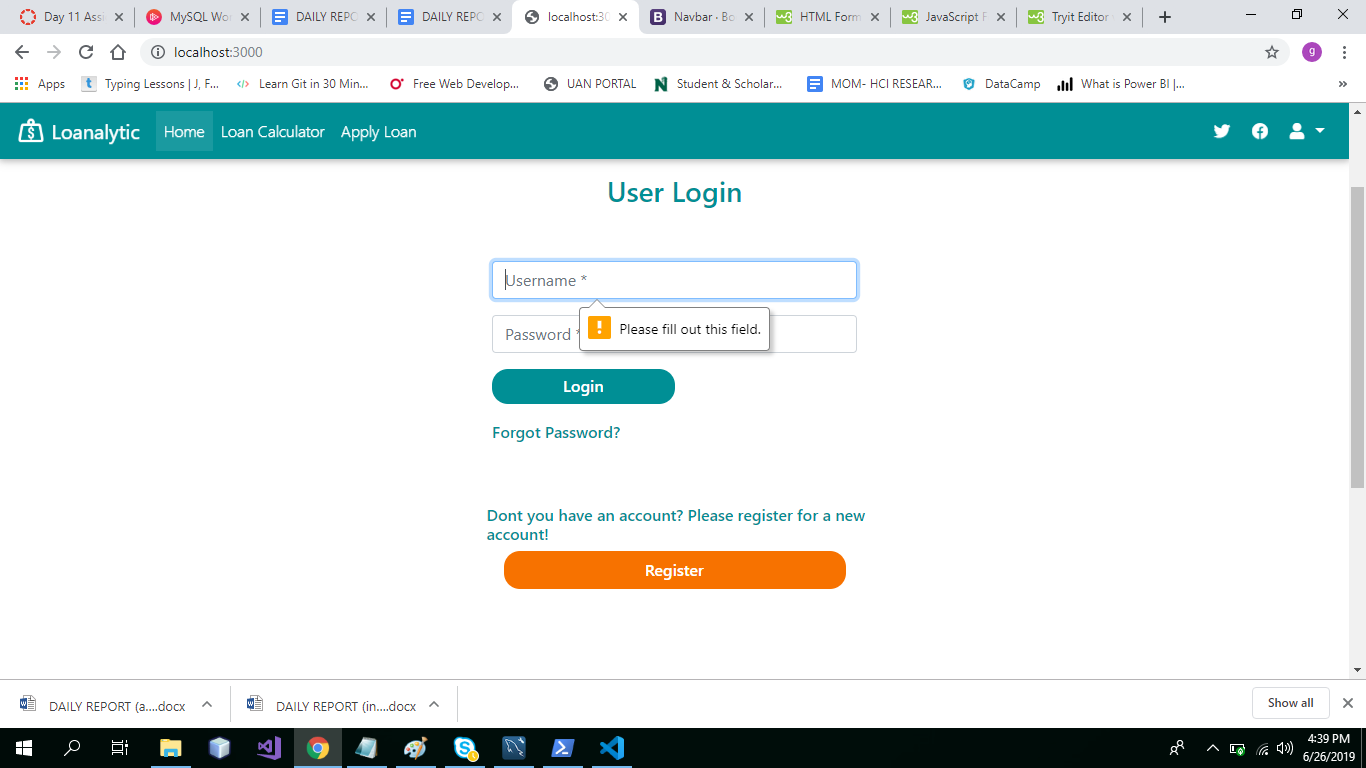 Day 11 Assi
MySQL Wor
DAILY REPO
DAILY REPO
localhost:30
Navbar · Bo
HTML Form
JavaScript F
Tryit Editor
localhost:3000
g
Apps
Typing Lessons | J, F...
Learn Git in 30 Min...
Free Web Develop...
UAN PORTAL
Student & Scholar...
MOM- HCI RESEAR...
DataCamp
What is Power BI |...
»
Loanalytic
Home
Loan Calculator
Apply Loan
User Login
Username *
Please fill out this field.
Password *
Login
Forgot Password?
Dont you have an account? Please register for a new
account!
Register
DAILY REPORT (a....docx
DAILY REPORT (in....docx
Show all
4:39 PM
6/26/2019